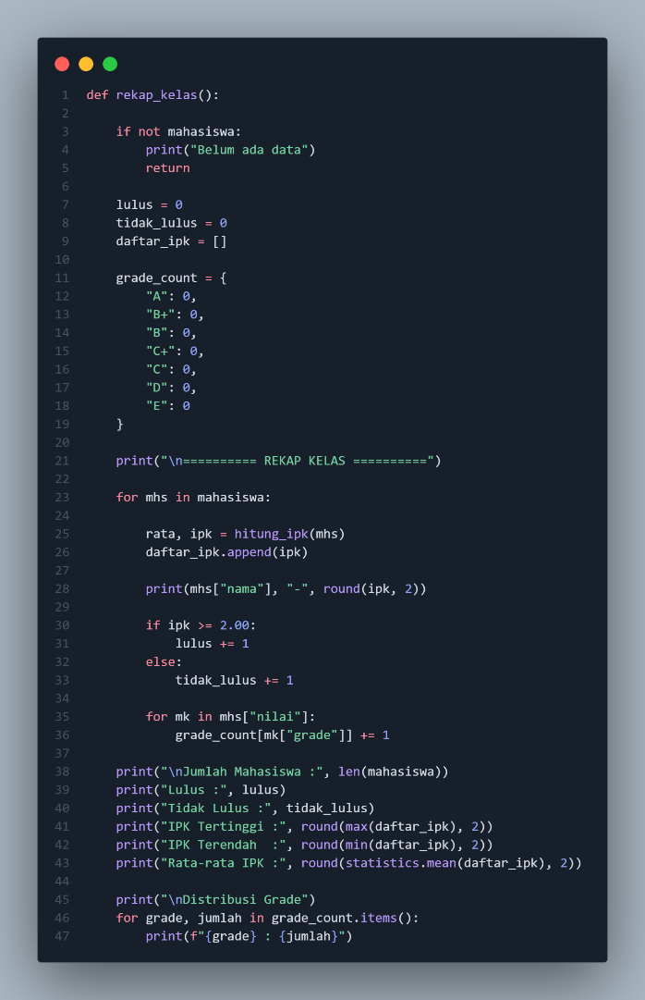 1 def rekap_kelas():
2
3     if not mahasiswa:
4         print("Belum ada data")
5         return
6
7     lulus = 0
8     tidak_lulus = 0
9     daftar_ipk = []
10
11     grade_count = {
12         "A": 0,
13         "B+": 0,
14         "B": 0,
15         "C+": 0,
16         "C": 0,
17         "D": 0,
18         "E": 0
19     }
20
21     print("\n========== REKAP KELAS ==========")
22
23     for mhs in mahasiswa:
24
25         rata, ipk = hitung_ipk(mhs)
26         daftar_ipk.append(ipk)
27
28         print(mhs["nama"], "-", round(ipk, 2))
29
30         if ipk >= 2.00:
31             lulus += 1
32         else:
33             tidak_lulus += 1
34
35         for mk in mhs["nilai"]:
36             grade_count[mk["grade"]] += 1
37
38     print("\nJumlah Mahasiswa :", len(mahasiswa))
39     print("Lulus :", lulus)
40     print("Tidak Lulus :", tidak_lulus)
41     print("IPK Tertinggi :", round(max(daftar_ipk), 2))
42     print("IPK Terendah  :", round(min(daftar_ipk), 2))
43     print("Rata-rata IPK :", round(statistics.mean(daftar_ipk), 2))
44
45     print("\nDistribusi Grade")
46     for grade, jumlah in grade_count.items():
47         print(f"{grade} : {jumlah}")